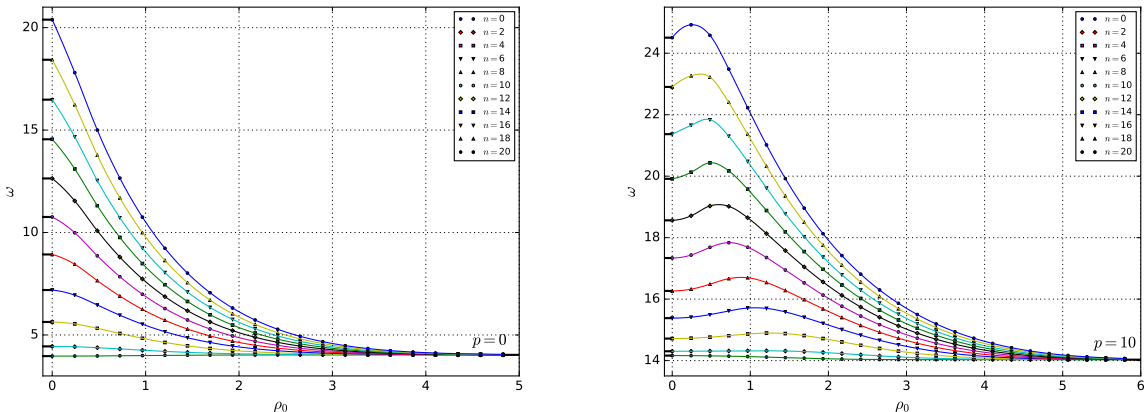 20
15
10
5
ω
0
1
2
3
4
5
ρ₀
p = 0
n = 0
n = 2
n = 4
n = 6
n = 8
n = 10
n = 12
n = 14
n = 16
n = 18
n = 20
24
22
20
18
16
14
ω
0
1
2
3
4
5
6
ρ₀
p = 10
n = 0
n = 2
n = 4
n = 6
n = 8
n = 10
n = 12
n = 14
n = 16
n = 18
n = 20